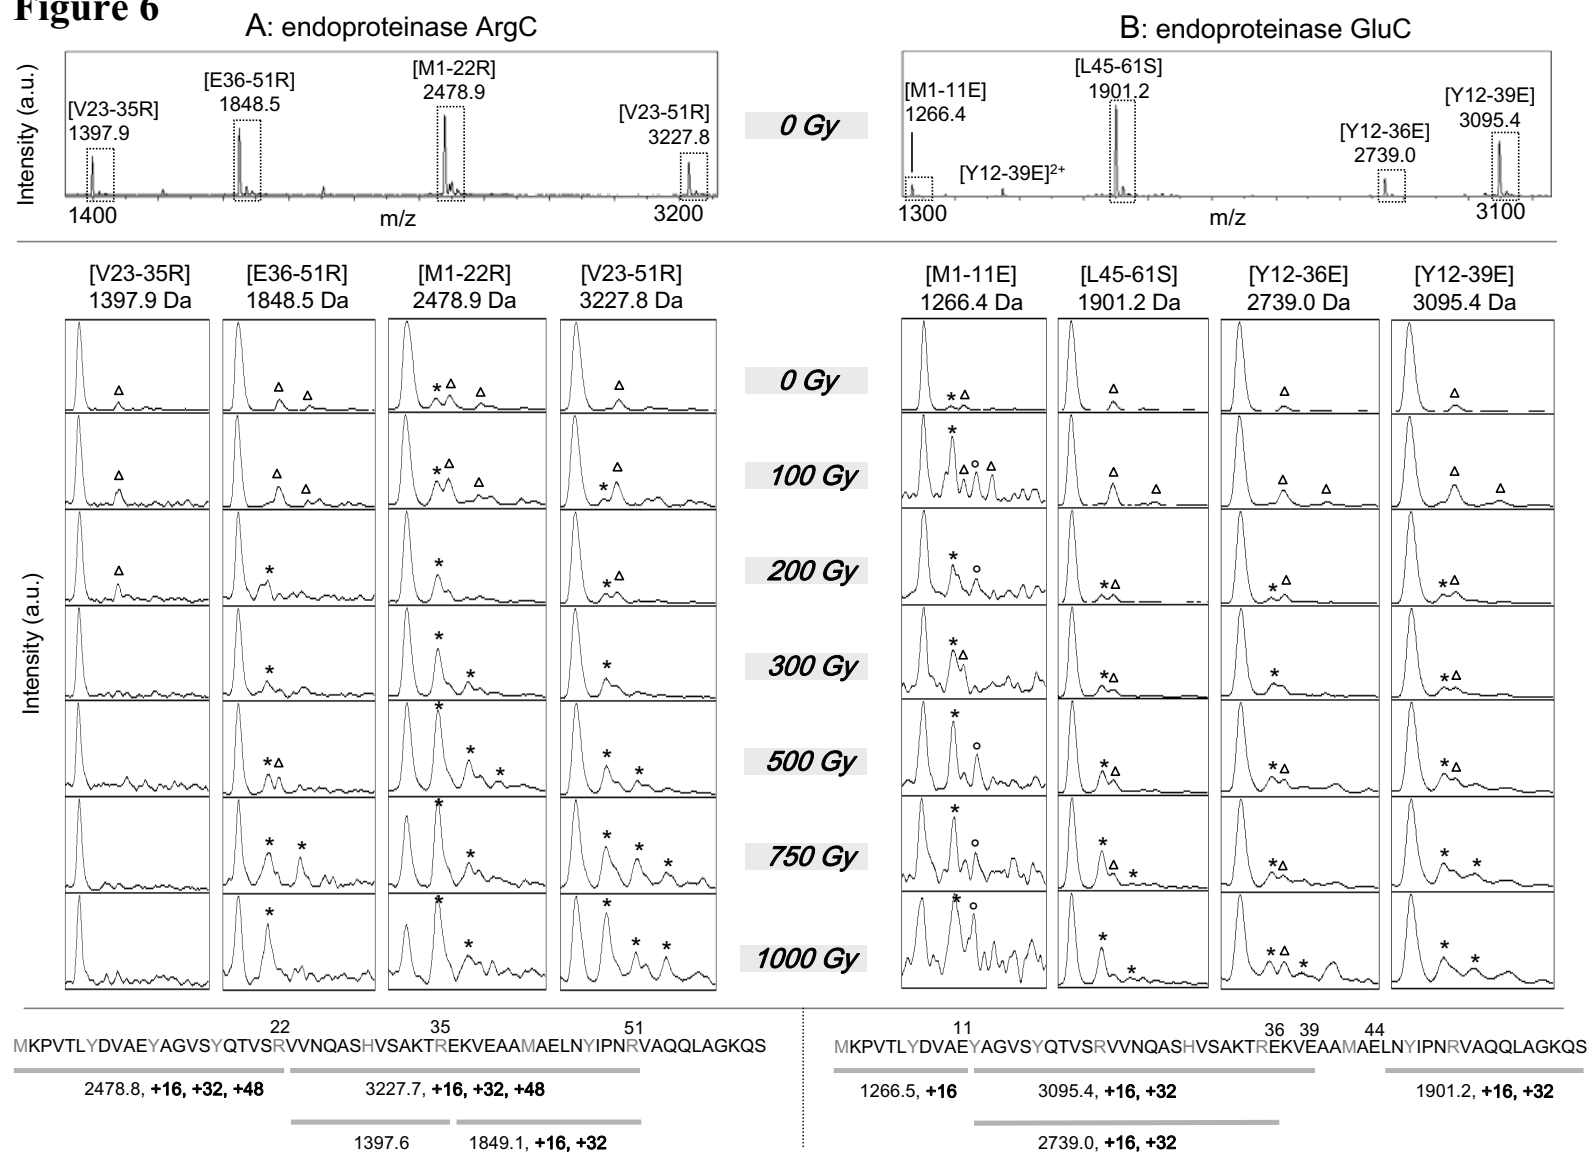 Figure 6
A: endoproteinase ArgC
B: endoproteinase GluC
Intensity (a.u.)
[V23-35R]
1397.9
[E36-51R]
1848.5
[M1-22R]
2478.9
[V23-51R]
3227.8
1400
m/z
3200
0 Gy
[M1-11E]
1266.4
[Y12-39E]2+
[L45-61S]
1901.2
[Y12-36E]
2739.0
[Y12-39E]
3095.4
1300
m/z
3100
[V23-35R] [E36-51R] [M1-22R] [V23-51R] [M1-11E] [L45-61S] [Y12-36E] [Y12-39E]
1397.9 Da 1848.5 Da 2478.9 Da 3227.8 Da 1266.4 Da 1901.2 Da 2739.0 Da 3095.4 Da
Intensity (a.u.)
0 Gy
100 Gy
200 Gy
300 Gy
500 Gy
750 Gy
1000 Gy
22 35 51
MKPVTLYDVAEYAGVSYQTVSRVVNQASHVSAKTREKVEAAMAELNYIPNRVAQQLAGKQS
2478.8, +16, +32, +48 3227.7, +16, +32, +48
1397.6 1849.1, +16, +32
11 36 39 44
MKPVTLYDVAEYAGVSYQTVSRVVNQASHVSAKTREKVEAAMAELNYIPNRVAQQLAGKQS
1266.5, +16 3095.4, +16, +32 1901.2, +16, +32
2739.0, +16, +32